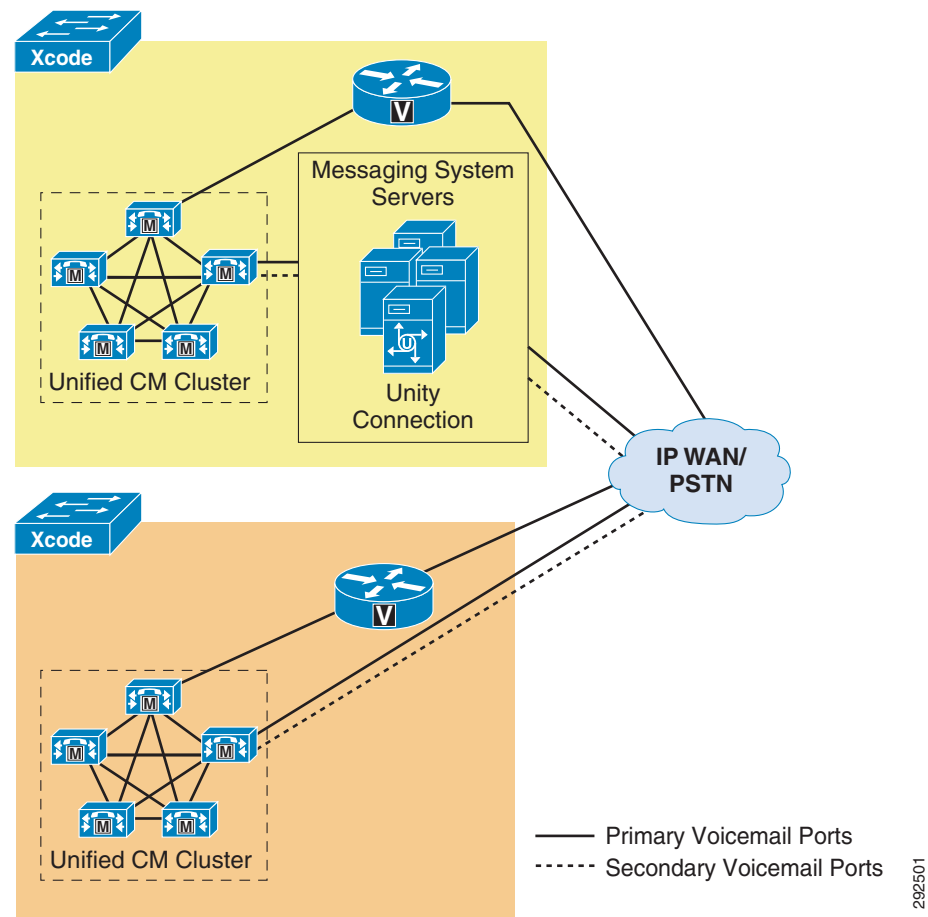 Xcode
V
Messaging System
Servers
M
M
M
M
M
U
Unified CM Cluster
Unity
Connection
IP WAN/
PSTN
Xcode
V
M
M
M
M
M
Unified CM Cluster
Primary Voicemail Ports
Secondary Voicemail Ports
292501